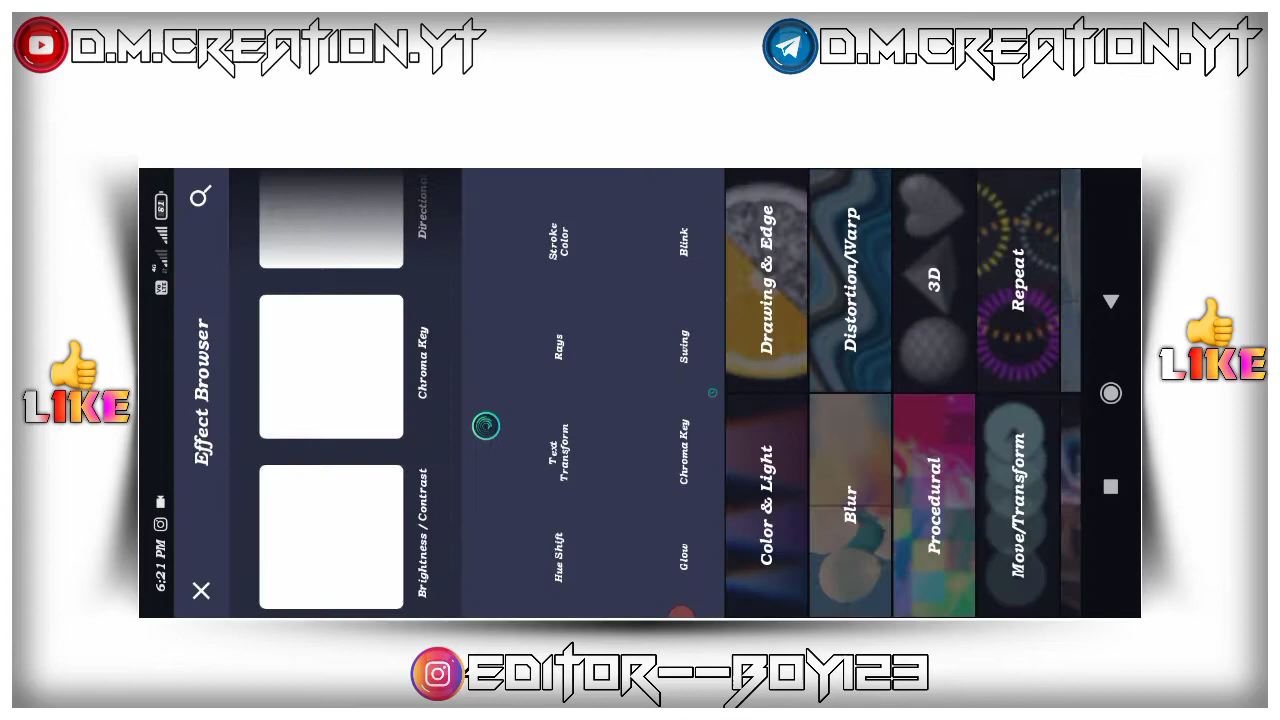 D.M.CREATION.YT
D.M.CREATION.YT
6:21 PM
81
Effect Browser
Brightness / Contrast
Chroma Key
Directiona
Hue Shift
Text
Transform
Rays
Stroke
Color
Glow
Chroma Key
Swing
Blink
Color & Light
Drawing & Edge
Blur
Distortion/Warp
Procedural
3D
Move/Transform
Repeat
LIKE
LIKE
EDITOR---BOY123